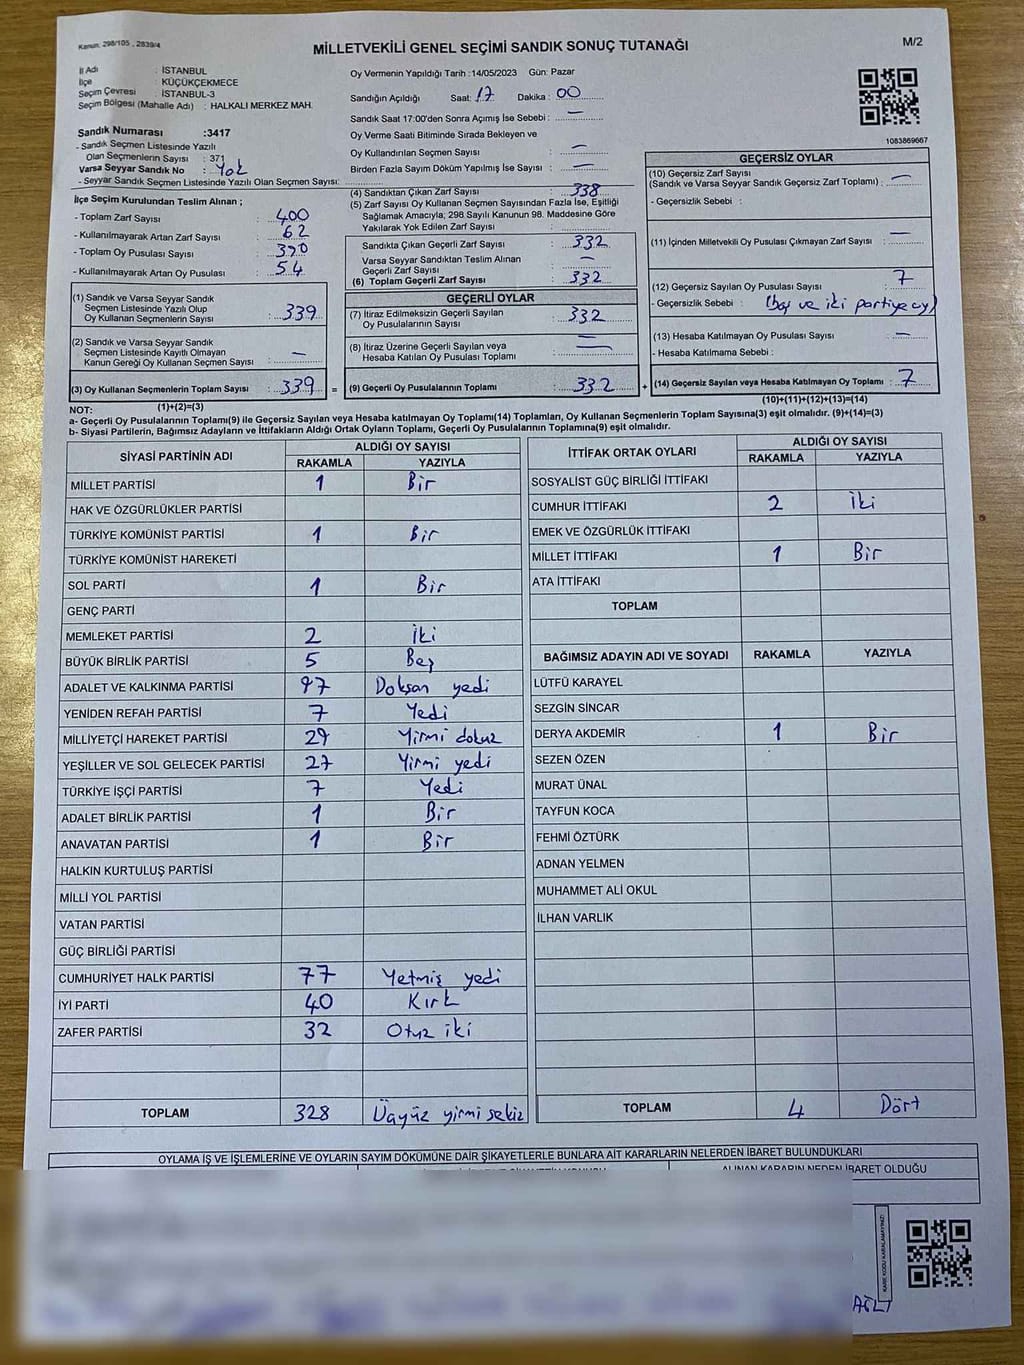 Kanun: 298/105 , 2839/4
MİLLETVEKİLİ GENEL SEÇİMİ SANDIK SONUÇ TUTANAĞI
M/2
İl Adı : İSTANBUL
İlçe : KÜÇÜKÇEKMECE
Seçim Çevresi : İSTANBUL-3
Seçim Bölgesi (Mahalle Adı) : HALKALI MERKEZ MAH.
Sandık Numarası :3417
- Sandık Seçmen Listesinde Yazılı
Olan Seçmenlerin Sayısı : 371
Varsa Seyyar Sandık No : Yok
- Seyyar Sandık Seçmen Listesinde Yazılı Olan Seçmen Sayısı:
İlçe Seçim Kurulundan Teslim Alınan ;
- Toplam Zarf Sayısı : 400
- Kullanılmayarak Artan Zarf Sayısı : 62
- Toplam Oy Pusulası Sayısı : 390
- Kullanılmayarak Artan Oy Pusulası : 54
(1) Sandık ve Varsa Seyyar Sandık
Seçmen Listesinde Yazılı Olup
Oy Kullanan Seçmenlerin Sayısı : 339
(2) Sandık ve Varsa Seyyar Sandık
Seçmen Listesinde Kayıtlı Olmayan
Kanun Gereği Oy Kullanan Seçmen Sayısı : —
(3) Oy Kullanan Seçmenlerin Toplam Sayısı : 339 =
(1)+(2)=(3)
Oy Vermenin Yapıldığı Tarih :14/05/2023 Gün: Pazar
Sandığın Açıldığı Saat: 17 Dakika : 00
Sandık Saat 17:00'den Sonra Açımış İse Sebebi : —
Oy Verme Saati Bitiminde Sırada Bekleyen ve
Oy Kullandırılan Seçmen Sayısı : —
Birden Fazla Sayım Döküm Yapılmış İse Sayısı : —
(4) Sandıktan Çıkan Zarf Sayısı : 338
(5) Zarf Sayısı Oy Kullanan Seçmen Sayısından Fazla İse, Eşitliği
Sağlamak Amacıyla; 298 Sayılı Kanunun 98. Maddesine Göre
Yakılarak Yok Edilen Zarf Sayısı :
Sandıkta Çıkan Geçerli Zarf Sayısı : 332
Varsa Seyyar Sandıktan Teslim Alınan
Geçerli Zarf Sayısı : —
(6) Toplam Geçerli Zarf Sayısı : 332
GEÇERLİ OYLAR
(7) İtiraz Edilmeksizin Geçerli Sayılan
Oy Pusulalarının Sayısı : 332
(8) İtiraz Üzerine Geçerli Sayılan veya
Hesaba Katılan Oy Pusulası Toplamı : —
(9) Geçerli Oy Pusulalarının Toplamı : 332 +
1083869667
GEÇERSİZ OYLAR
(10) Geçersiz Zarf Sayısı
(Sandık ve Varsa Seyyar Sandık Geçersiz Zarf Toplamı) : —
- Geçersizlik Sebebi :
(11) İçinden Milletvekili Oy Pusulası Çıkmayan Zarf Sayısı : —
(12) Geçersiz Sayılan Oy Pusulası Sayısı : 7
- Geçersizlik Sebebi : (boş ve iki partiye oy)
(13) Hesaba Katılmayan Oy Pusulası Sayısı : —
- Hesaba Katılmama Sebebi :
(14) Geçersiz Sayılan veya Hesaba Katılmayan Oy Toplamı : 7
(10)+(11)+(12)+(13)=(14)
NOT:
a- Geçerli Oy Pusulalarının Toplamı(9) ile Geçersiz Sayılan veya Hesaba katılmayan Oy Toplamı(14) Toplamları, Oy Kullanan Seçmenlerin Toplam Sayısına(3) eşit olmalıdır. (9)+(14)=(3)
b- Siyasi Partilerin, Bağımsız Adayların ve İttifakların Aldığı Ortak Oyların Toplamı, Geçerli Oy Pusulalarının Toplamına(9) eşit olmalıdır.
SİYASİ PARTİNİN ADI ALDIĞI OY SAYISI
RAKAMLA YAZIYLA
MİLLET PARTİSİ 1 Bir
HAK VE ÖZGÜRLÜKLER PARTİSİ
TÜRKİYE KOMÜNİST PARTİSİ 1 Bir
TÜRKİYE KOMÜNİST HAREKETİ
SOL PARTİ 1 Bir
GENÇ PARTİ
MEMLEKET PARTİSİ 2 İki
BÜYÜK BİRLİK PARTİSİ 5 Beş
ADALET VE KALKINMA PARTİSİ 97 Doksan yedi
YENİDEN REFAH PARTİSİ 7 Yedi
MİLLİYETÇİ HAREKET PARTİSİ 29 Yirmi dokuz
YEŞİLLER VE SOL GELECEK PARTİSİ 27 Yirmi yedi
TÜRKİYE İŞÇİ PARTİSİ 7 Yedi
ADALET BİRLİK PARTİSİ 1 Bir
ANAVATAN PARTİSİ 1 Bir
HALKIN KURTULUŞ PARTİSİ
MİLLİ YOL PARTİSİ
VATAN PARTİSİ
GÜÇ BİRLİĞİ PARTİSİ
CUMHURİYET HALK PARTİSİ 77 Yetmiş yedi
İYİ PARTİ 40 Kırk
ZAFER PARTİSİ 32 Otuz iki
TOPLAM 328 Üçyüz yirmi sekiz
İTTİFAK ORTAK OYLARI ALDIĞI OY SAYISI
RAKAMLA YAZIYLA
SOSYALİST GÜÇ BİRLİĞİ İTTİFAKI
CUMHUR İTTİFAKI 2 İki
EMEK VE ÖZGÜRLÜK İTTİFAKI
MİLLET İTTİFAKI 1 Bir
ATA İTTİFAKI
TOPLAM
BAĞIMSIZ ADAYIN ADI VE SOYADI RAKAMLA YAZIYLA
LÜTFÜ KARAYEL
SEZGİN SİNCAR
DERYA AKDEMİR 1 Bir
SEZEN ÖZEN
MURAT ÜNAL
TAYFUN KOCA
FEHMİ ÖZTÜRK
ADNAN YELMEN
MUHAMMET ALİ OKUL
İLHAN VARLIK
TOPLAM 4 Dört
OYLAMA İŞ VE İŞLEMLERİNE VE OYLARIN SAYIM DÖKÜMÜNE DAİR ŞİKAYETLERLE BUNLARA AİT KARARLARIN NELERDEN İBARET BULUNDUKLARI
ALINAN KARARIN NEDEN İBARET OLDUĞU
KARE KODU KARALAMAYINIZ!